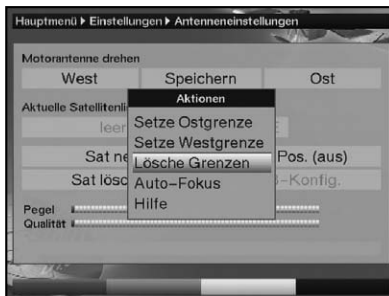 Hauptmenü ▸ Einstellungen ▸ Antenneneinstellungen
Motorantenne drehen
West Speichern Ost
Aktuelle Satellitenli
Aktionen
leer E
Setze Ostgrenze
Setze Westgrenze
Sat ne Lösche Grenzen Pos. (aus)
Sat lösc Auto–Fokus –Konfig.
Hilfe
Pegel
Qualität